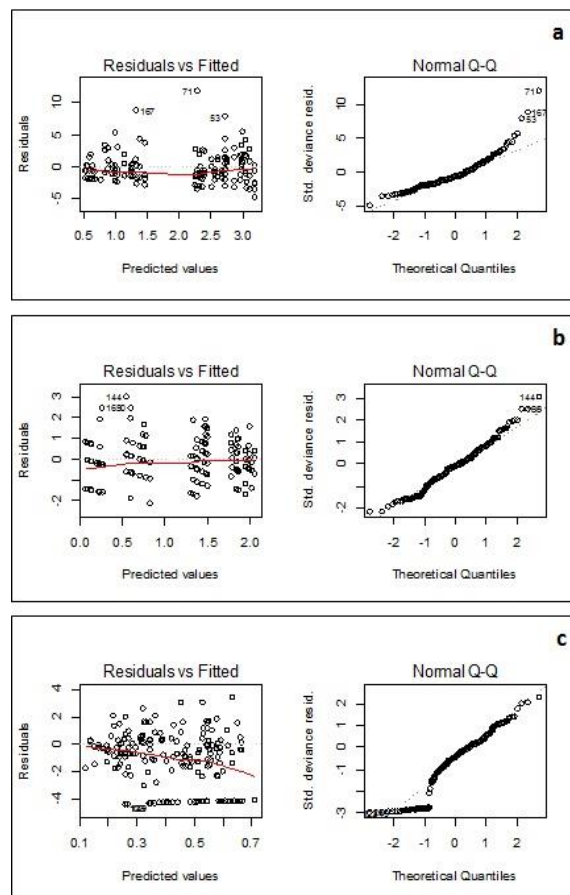 a
Residuals vs Fitted
Normal Q-Q
Residuals
10
5
0
-5
71
167
53
0.5 1.0 1.5 2.0 2.5 3.0
Predicted values
Std. deviance resid.
10
5
0
-5
71
167
53
-2 -1 0 1 2
Theoretical Quantiles
b
Residuals vs Fitted
Normal Q-Q
Residuals
3
2
1
0
-2
144
0.0 0.5 1.0 1.5 2.0
Predicted values
Std. deviance resid.
3
2
1
0
-2
144
-2 -1 0 1 2
Theoretical Quantiles
c
Residuals vs Fitted
Normal Q-Q
Residuals
4
2
0
-2
-4
0.1 0.3 0.5 0.7
Predicted values
Std. deviance resid.
2
1
0
-1
-3
-2 -1 0 1 2
Theoretical Quantiles